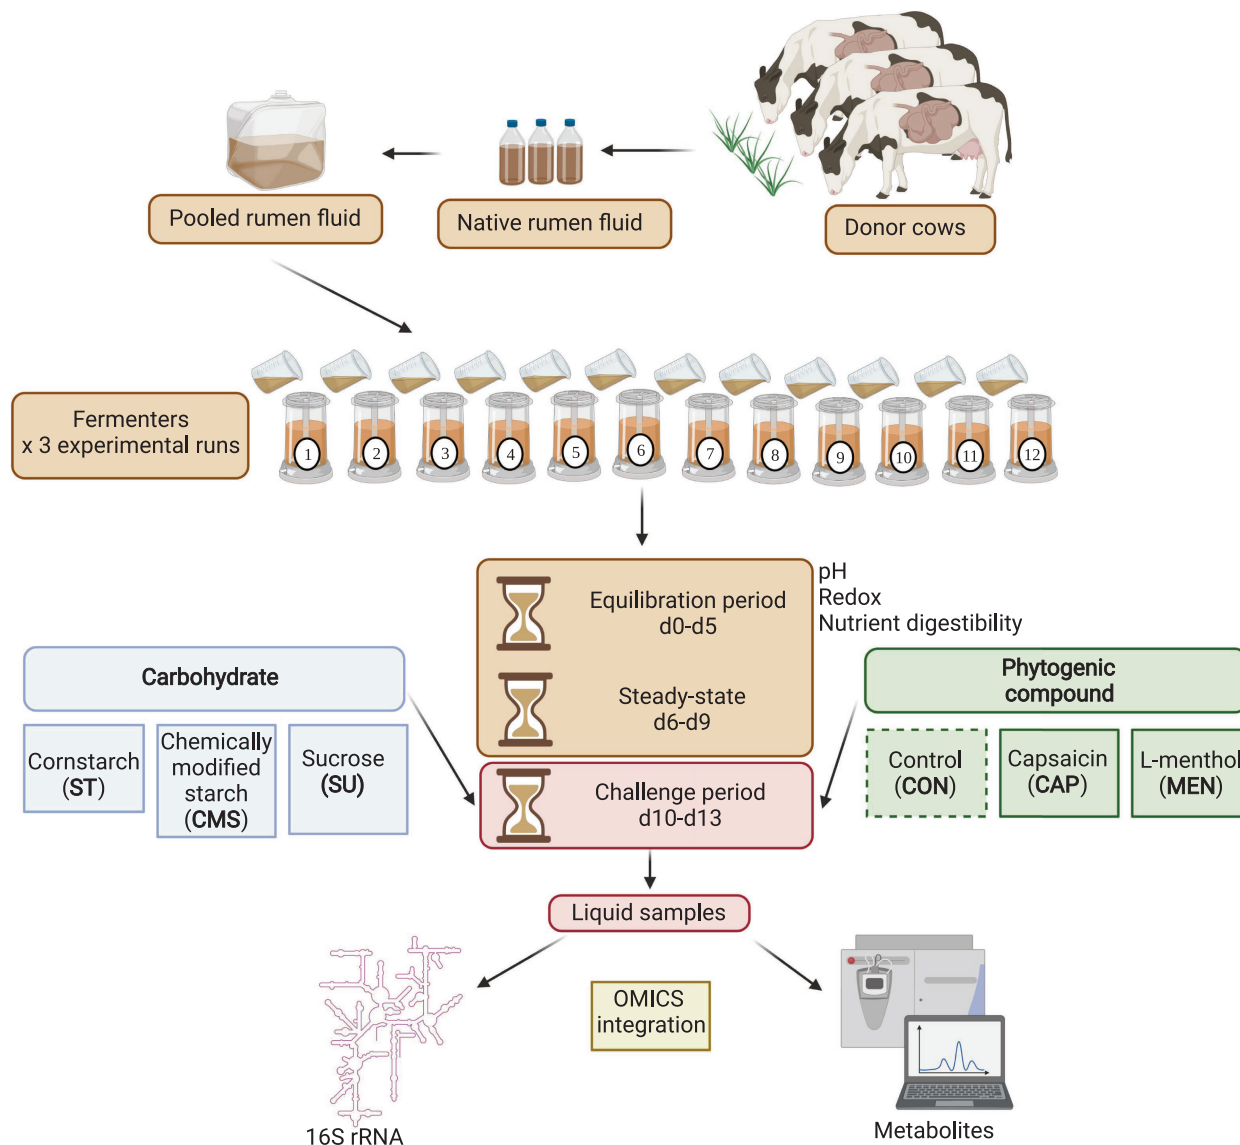 Pooled rumen fluid
Native rumen fluid
Donor cows
Fermenters
x 3 experimental runs
1
2
3
4
5
6
7
8
9
10
11
12
Equilibration period
d0-d5
pH
Redox
Nutrient digestibility
Steady-state
d6-d9
Challenge period
d10-d13
Carbohydrate
Cornstarch
(ST)
Chemically
modified
starch
(CMS)
Sucrose
(SU)
Phytogenic
compound
Control
(CON)
Capsaicin
(CAP)
L-menthol
(MEN)
Liquid samples
OMICS
integration
16S rRNA
Metabolites